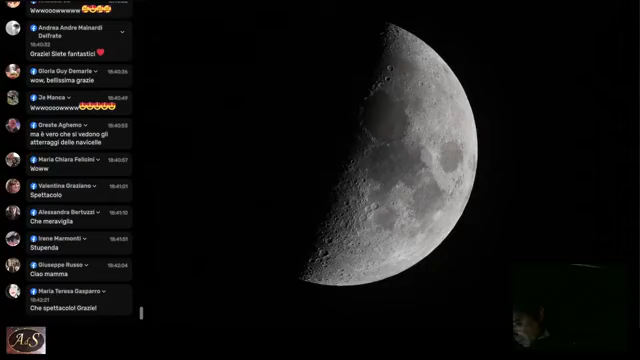 Wwwooowwwww
Andrea Andre Mainardi
Delfrate
18:40:32
Grazie! Siete fantastici
Gloria Guy Demarle 18:40:36
wow, bellissima grazie
Je Manca 18:40:49
Wwwoooowwww
Oreste Aghemo 18:40:53
ma è vero che si vedono gli
atterraggi delle navicelle
Maria Chiara Felicini 18:40:57
Woww
Valentina Graziano 18:41:01
Spettacolo
Alessandra Bertuzzi 18:41:10
Che meraviglia
Irene Marmonti 18:41:51
Stupenda
Giuseppe Russo 18:42:04
Ciao mamma
Maria Teresa Gasparro
18:42:21
Che spettacolo! Grazie!
AdS